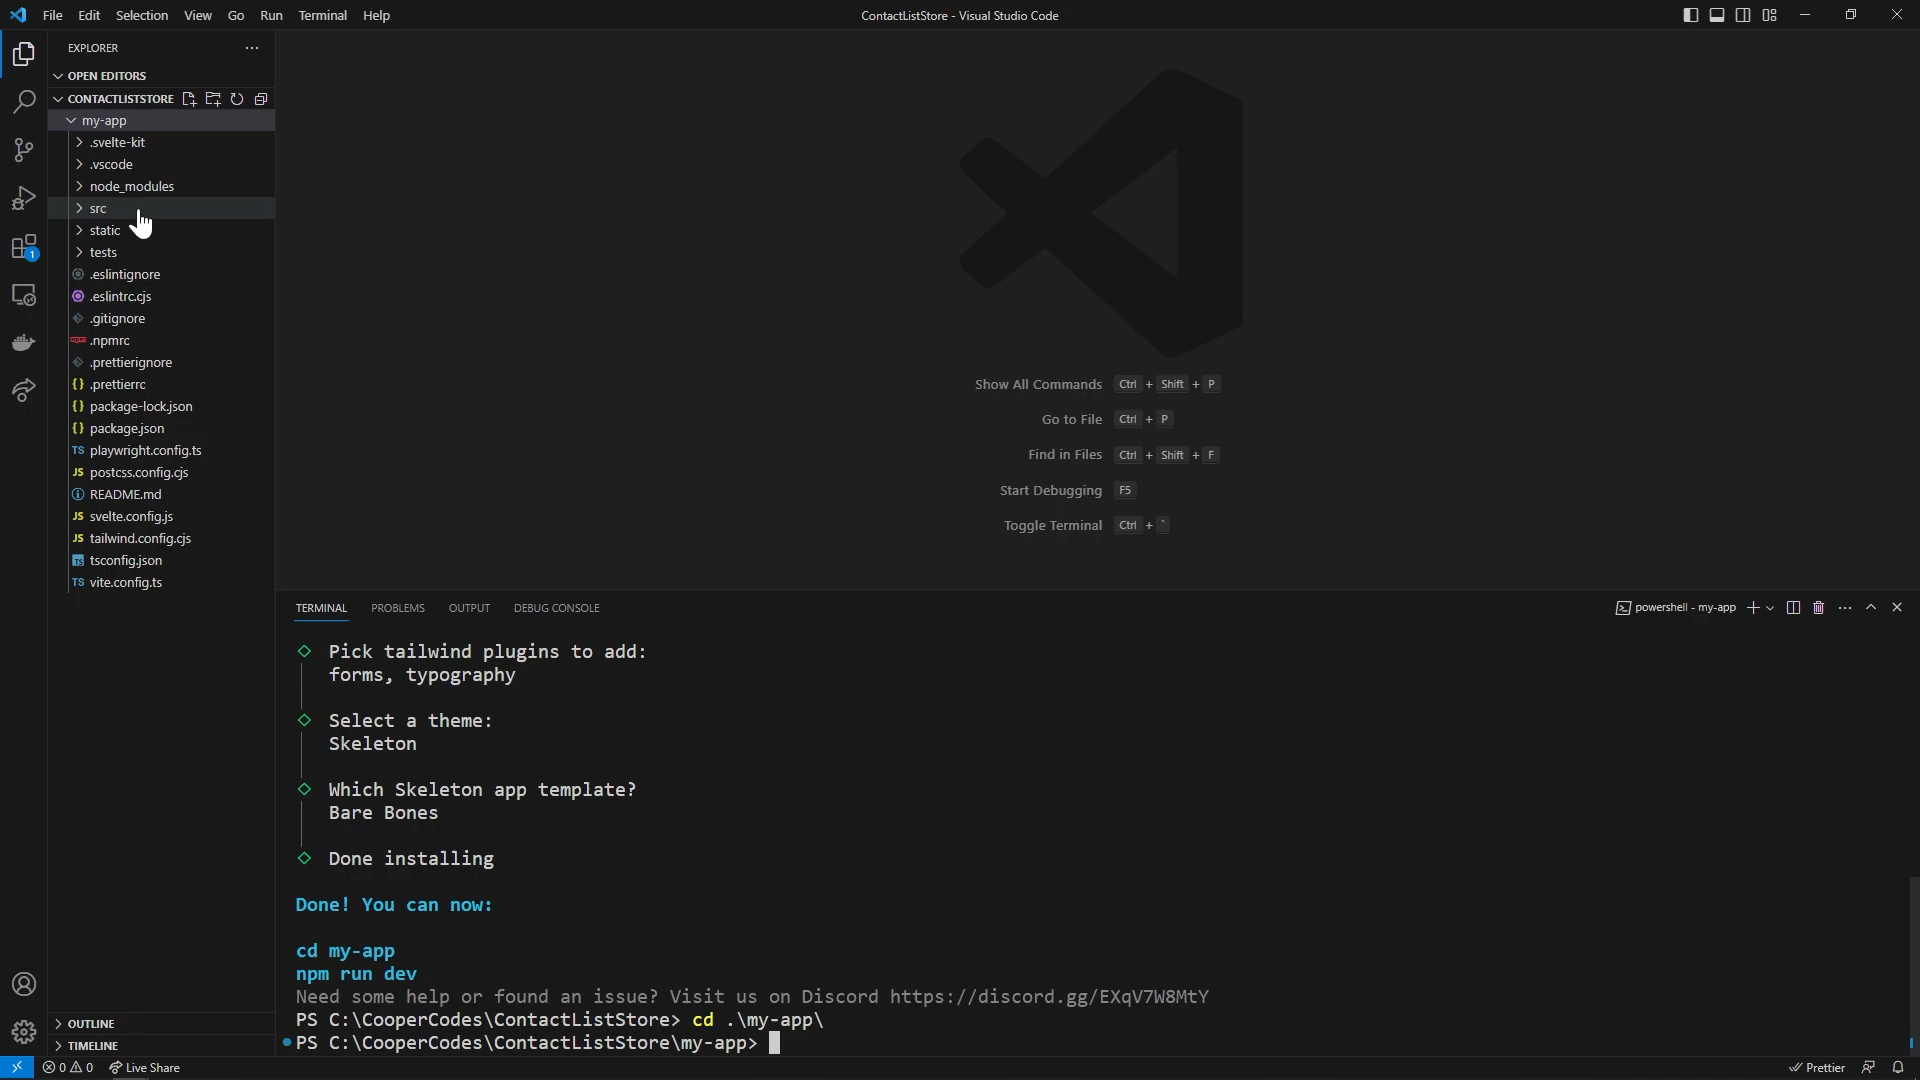 File Edit Selection View Go Run Terminal Help
ContactListStore - Visual Studio Code
EXPLORER
OPEN EDITORS
CONTACTLISTSTORE
my-app
.svelte-kit
.vscode
node_modules
src
static
tests
.eslintignore
.eslintrc.cjs
.gitignore
.npmrc
.prettierignore
.prettierrc
package-lock.json
package.json
TS playwright.config.ts
JS postcss.config.cjs
README.md
JS svelte.config.js
JS tailwind.config.cjs
TS tsconfig.json
TS vite.config.ts
OUTLINE
TIMELINE
1
Show All Commands Ctrl + Shift + P
Go to File Ctrl + P
Find in Files Ctrl + Shift + F
Start Debugging F5
Toggle Terminal Ctrl + `
TERMINAL PROBLEMS OUTPUT DEBUG CONSOLE
powershell - my-app
Pick tailwind plugins to add:
forms, typography
Select a theme:
Skeleton
Which Skeleton app template?
Bare Bones
Done installing
Done! You can now:
cd my-app
npm run dev
Need some help or found an issue? Visit us on Discord https://discord.gg/EXqV7W8MtY
PS C:\CooperCodes\ContactListStore> cd .\my-app\
PS C:\CooperCodes\ContactListStore\my-app>
0 0 Live Share
Prettier